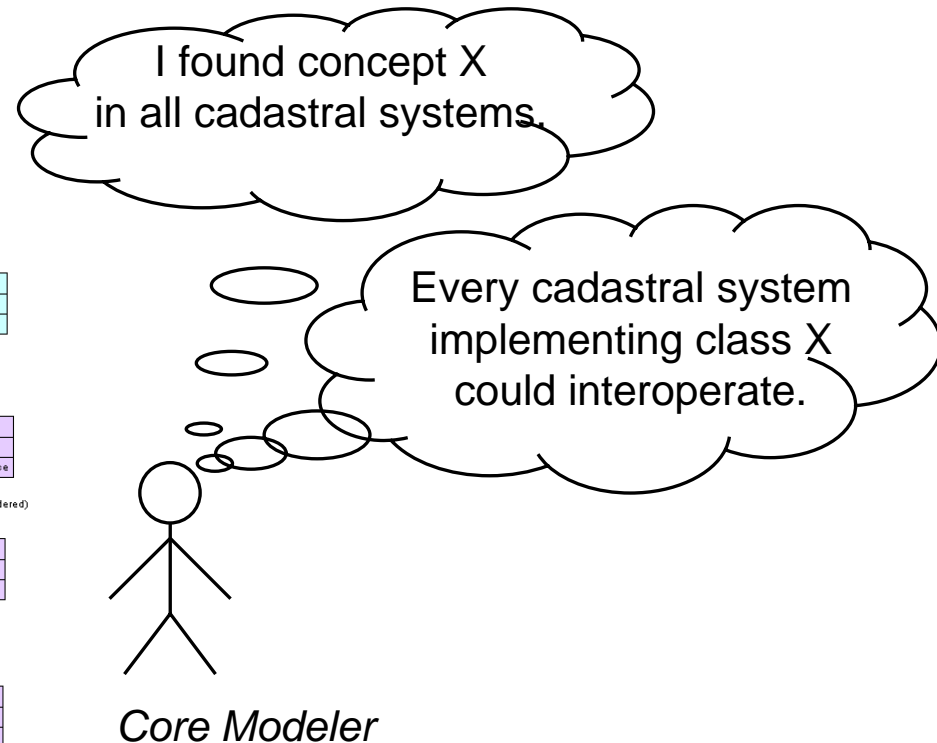 I found concept X
in all cadastral systems.
Every cadastral system
implementing class X
could interoperate.
Core Modeler